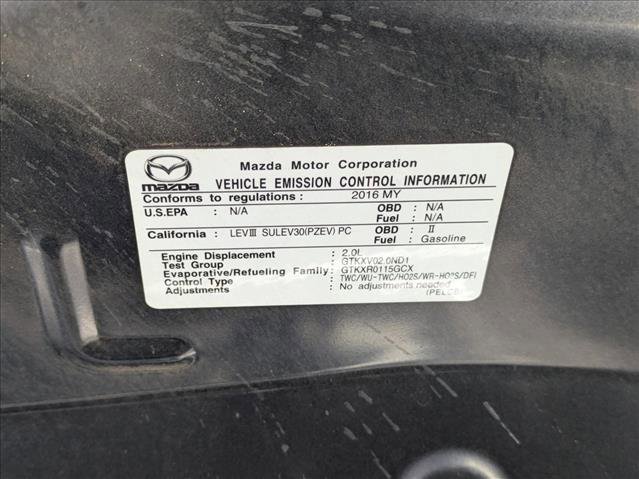 Mazda Motor Corporation
mazda VEHICLE EMISSION CONTROL INFORMATION
Conforms to regulations : 2016 MY
U.S.EPA : N/A OBD : N/A
Fuel : N/A
California : LEVⅢ SULEV30(PZEV) PC OBD : Ⅱ
Fuel : Gasoline
Engine Displacement : 2.0L
Test Group : GTKXV02.0ND1
Evaporative/Refueling Family : GTKXR0115GCX
Control Type : TWC/WU-TWC/HO2S/WR-HO2S/DFI
Adjustments : No adjustments needed